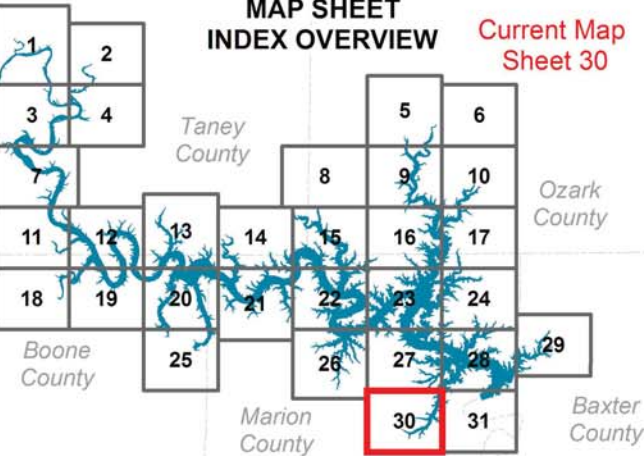 MAP SHEET
INDEX OVERVIEW
Current Map
Sheet 30
1
2
3
4
Taney
County
5
6
7
8
9
10
Ozark
County
11
12
13
14
15
16
17
18
19
20
21
22
23
24
Boone
County
25
26
27
28
29
Marion
County
30
31
Baxter
County